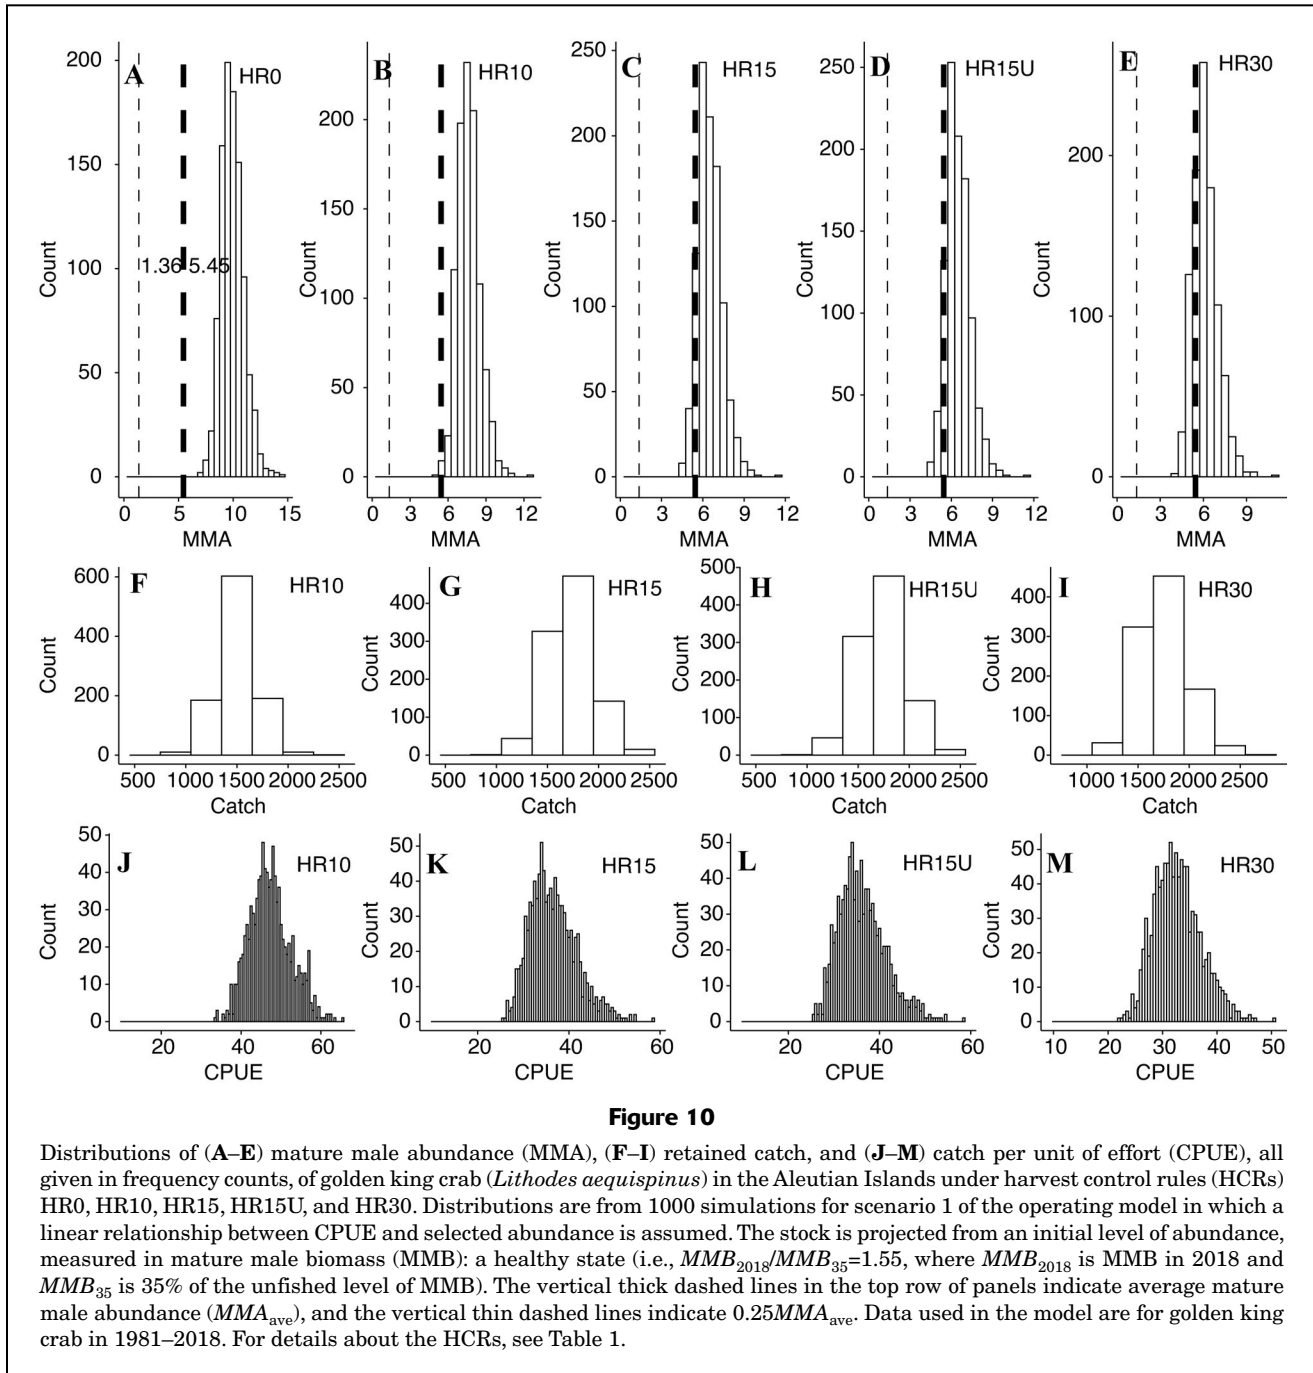 A
HR0
200
150
100
50
0
Count
1.36 5.45
0 5 10 15
MMA
B
HR10
200
150
100
50
0
Count
0 3 6 9 12
MMA
C
HR15
250
200
150
100
50
0
Count
0 3 6 9 12
MMA
D
HR15U
250
200
150
100
50
0
Count
0 3 6 9 12
MMA
E
HR30
200
100
0
Count
0 3 6 9
MMA
F
HR10
600
400
200
0
Count
500 1000 1500 2000 2500
Catch
G
HR15
400
300
200
100
0
Count
500 1000 1500 2000 2500
Catch
H
HR15U
500
400
300
200
100
0
Count
500 1000 1500 2000 2500
Catch
I
HR30
400
300
200
100
0
Count
1000 1500 2000 2500
Catch
J
HR10
50
40
30
20
10
0
Count
20 40 60
CPUE
K
HR15
50
40
30
20
10
0
Count
20 40 60
CPUE
L
HR15U
50
40
30
20
10
0
Count
20 40 60
CPUE
M
HR30
50
40
30
20
10
0
Count
10 20 30 40 50
CPUE
Figure 10
Distributions of (A–E) mature male abundance (MMA), (F–I) retained catch, and (J–M) catch per unit of effort (CPUE), all
given in frequency counts, of golden king crab (Lithodes aequispinus) in the Aleutian Islands under harvest control rules (HCRs)
HR0, HR10, HR15, HR15U, and HR30. Distributions are from 1000 simulations for scenario 1 of the operating model in which a
linear relationship between CPUE and selected abundance is assumed. The stock is projected from an initial level of abundance,
measured in mature male biomass (MMB): a healthy state (i.e., MMB2018/MMB35=1.55, where MMB2018 is MMB in 2018 and
MMB35 is 35% of the unfished level of MMB). The vertical thick dashed lines in the top row of panels indicate average mature
male abundance (MMAave), and the vertical thin dashed lines indicate 0.25MMAave. Data used in the model are for golden king
crab in 1981–2018. For details about the HCRs, see Table 1.